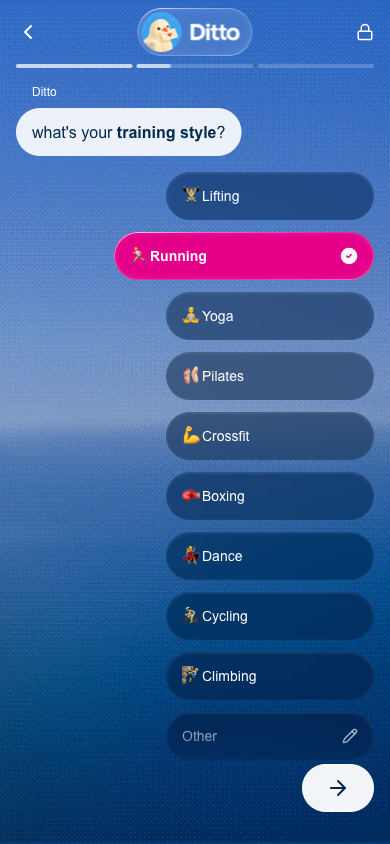 Ditto
Ditto
what's your training style?
Lifting
Running
Yoga
Pilates
Crossfit
Boxing
Dance
Cycling
Climbing
Other